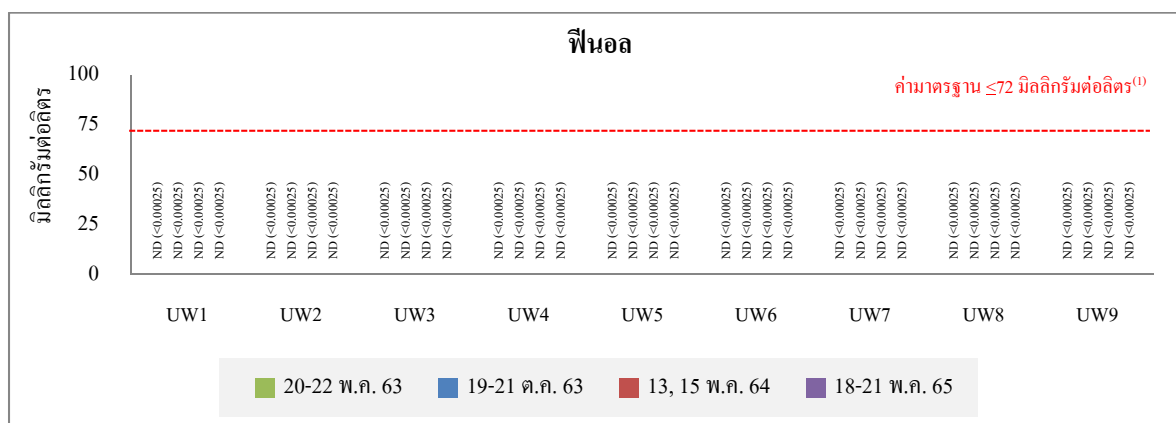 ฟีนอล
ค่ามาตรฐาน ≤72 มิลลิกรัมต่อลิตร(1)
มิลลิกรัมต่อลิตร
100
75
50
25
0
ND (<0.00025) ND (<0.00025) ND (<0.00025) ND (<0.00025)
ND (<0.00025) ND (<0.00025) ND (<0.00025) ND (<0.00025)
ND (<0.00025) ND (<0.00025) ND (<0.00025) ND (<0.00025)
ND (<0.00025) ND (<0.00025) ND (<0.00025) ND (<0.00025)
ND (<0.00025) ND (<0.00025) ND (<0.00025) ND (<0.00025)
ND (<0.00025) ND (<0.00025) ND (<0.00025) ND (<0.00025)
ND (<0.00025) ND (<0.00025) ND (<0.00025) ND (<0.00025)
ND (<0.00025) ND (<0.00025) ND (<0.00025) ND (<0.00025)
ND (<0.00025) ND (<0.00025) ND (<0.00025) ND (<0.00025)
UW1 UW2 UW3 UW4 UW5 UW6 UW7 UW8 UW9
20-22 พ.ค. 63 19-21 ต.ค. 63 13, 15 พ.ค. 64 18-21 พ.ค. 65